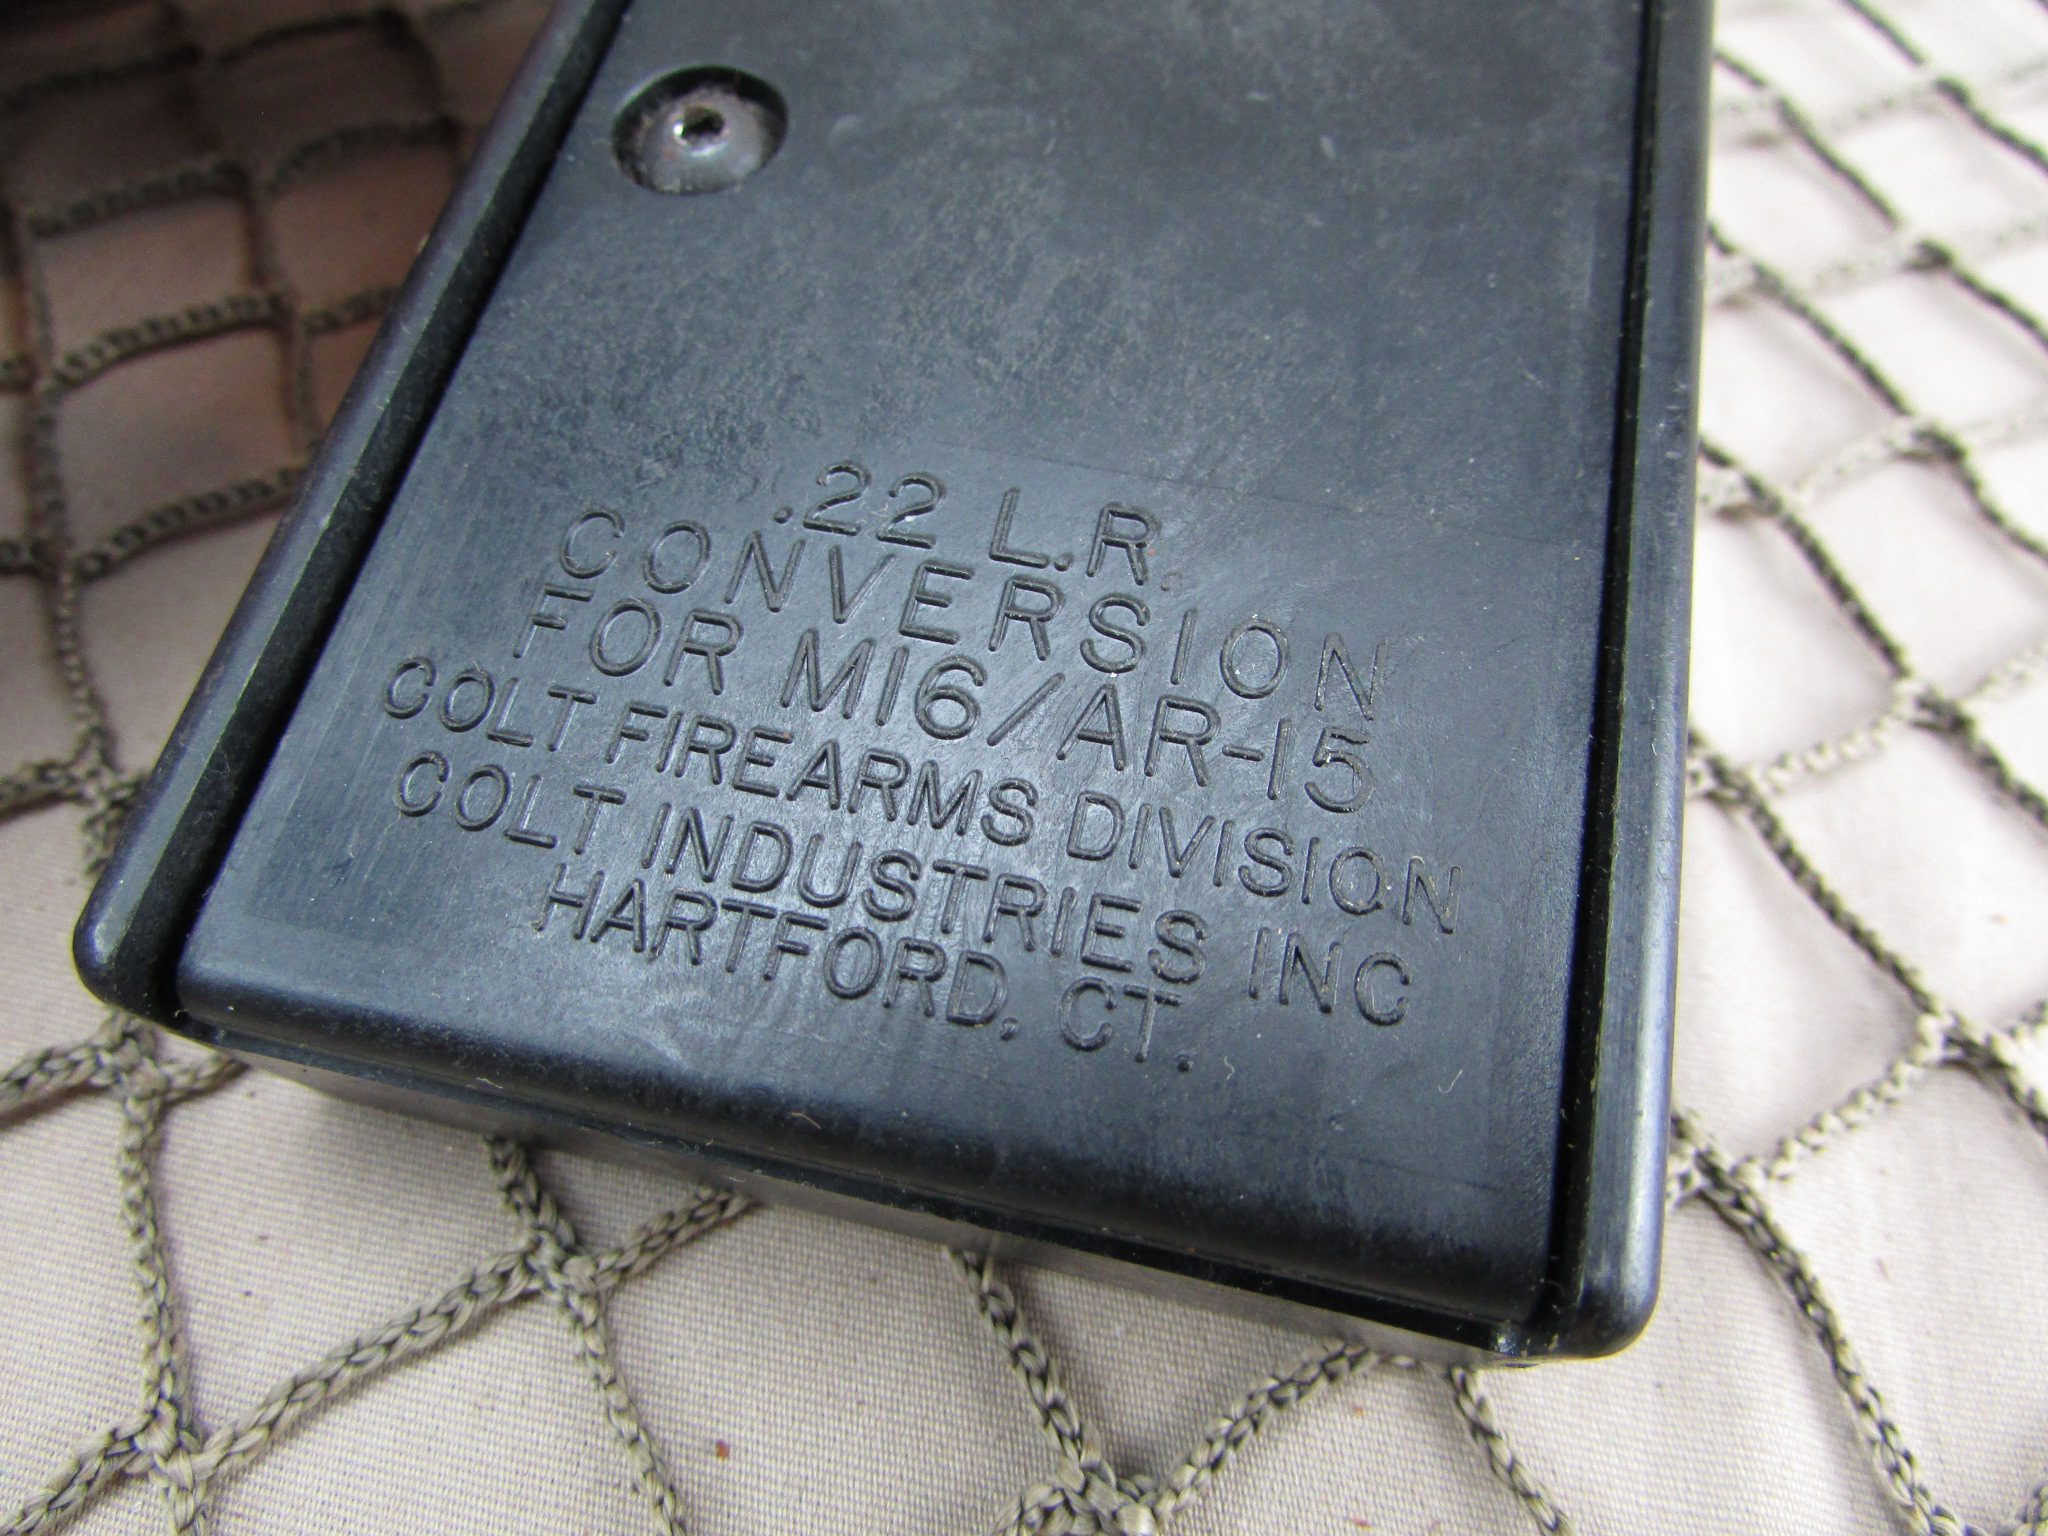 .22 L.R.
CONVERSION
FOR M16/AR-15
COLT FIREARMS DIVISION
COLT INDUSTRIES INC
HARTFORD, CT.